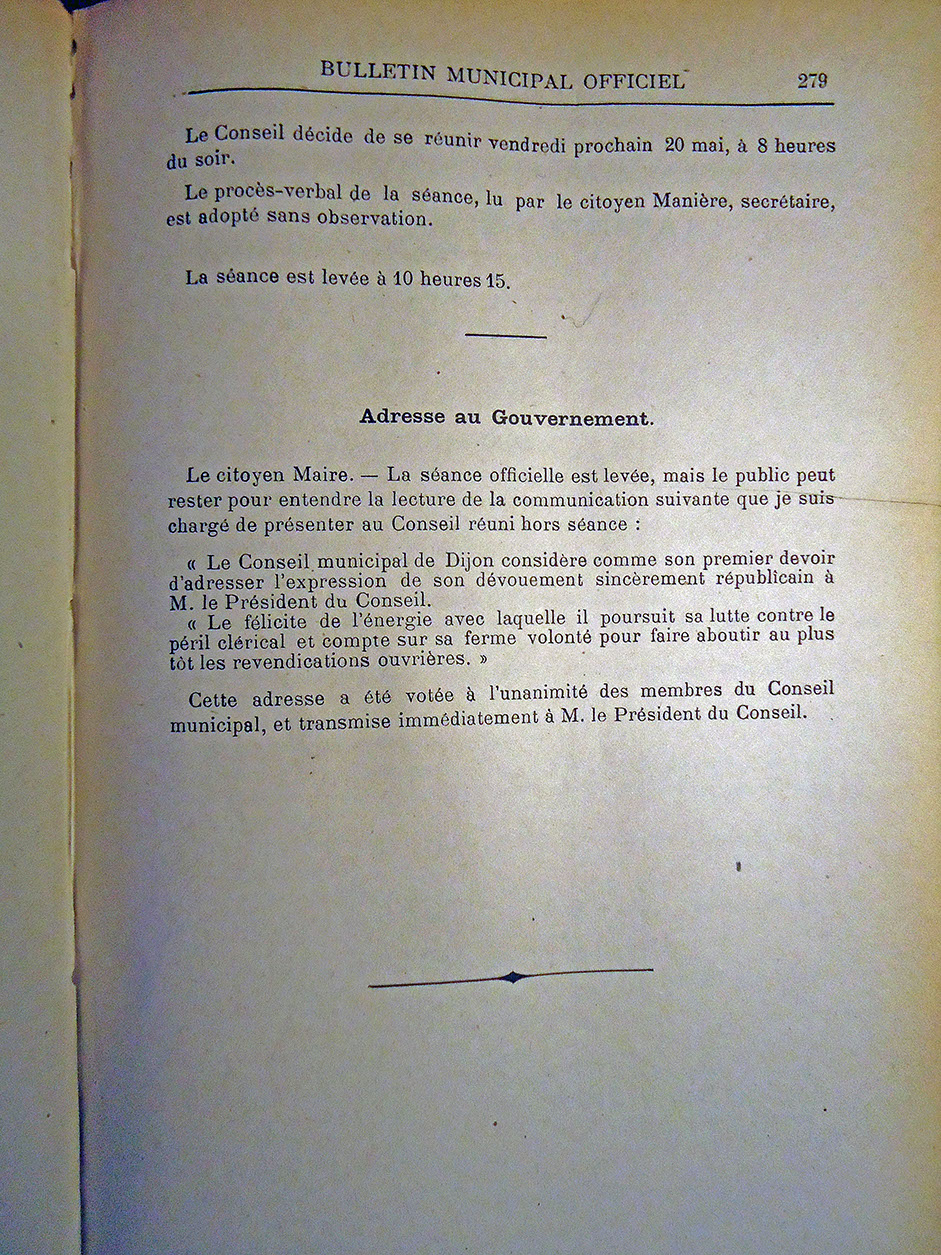 BULLETIN MUNICIPAL OFFICIEL 279
Le Conseil décide de se réunir vendredi prochain 20 mai, à 8 heures
du soir.
Le procès-verbal de la séance, lu par le citoyen Manière, secrétaire,
est adopté sans observation.
La séance est levée à 10 heures 15.
Adresse au Gouvernement.
Le citoyen Maire. — La séance officielle est levée, mais le public peut
rester pour entendre la lecture de la communication suivante que je suis
chargé de présenter au Conseil réuni hors séance :
« Le Conseil municipal de Dijon considère comme son premier devoir
d'adresser l'expression de son dévouement sincèrement républicain à
M. le Président du Conseil.
« Le félicite de l'énergie avec laquelle il poursuit sa lutte contre le
péril clérical et compte sur sa ferme volonté pour faire aboutir au plus
tôt les revendications ouvrières. »
Cette adresse a été votée à l'unanimité des membres du Conseil
municipal, et transmise immédiatement à M. le Président du Conseil.